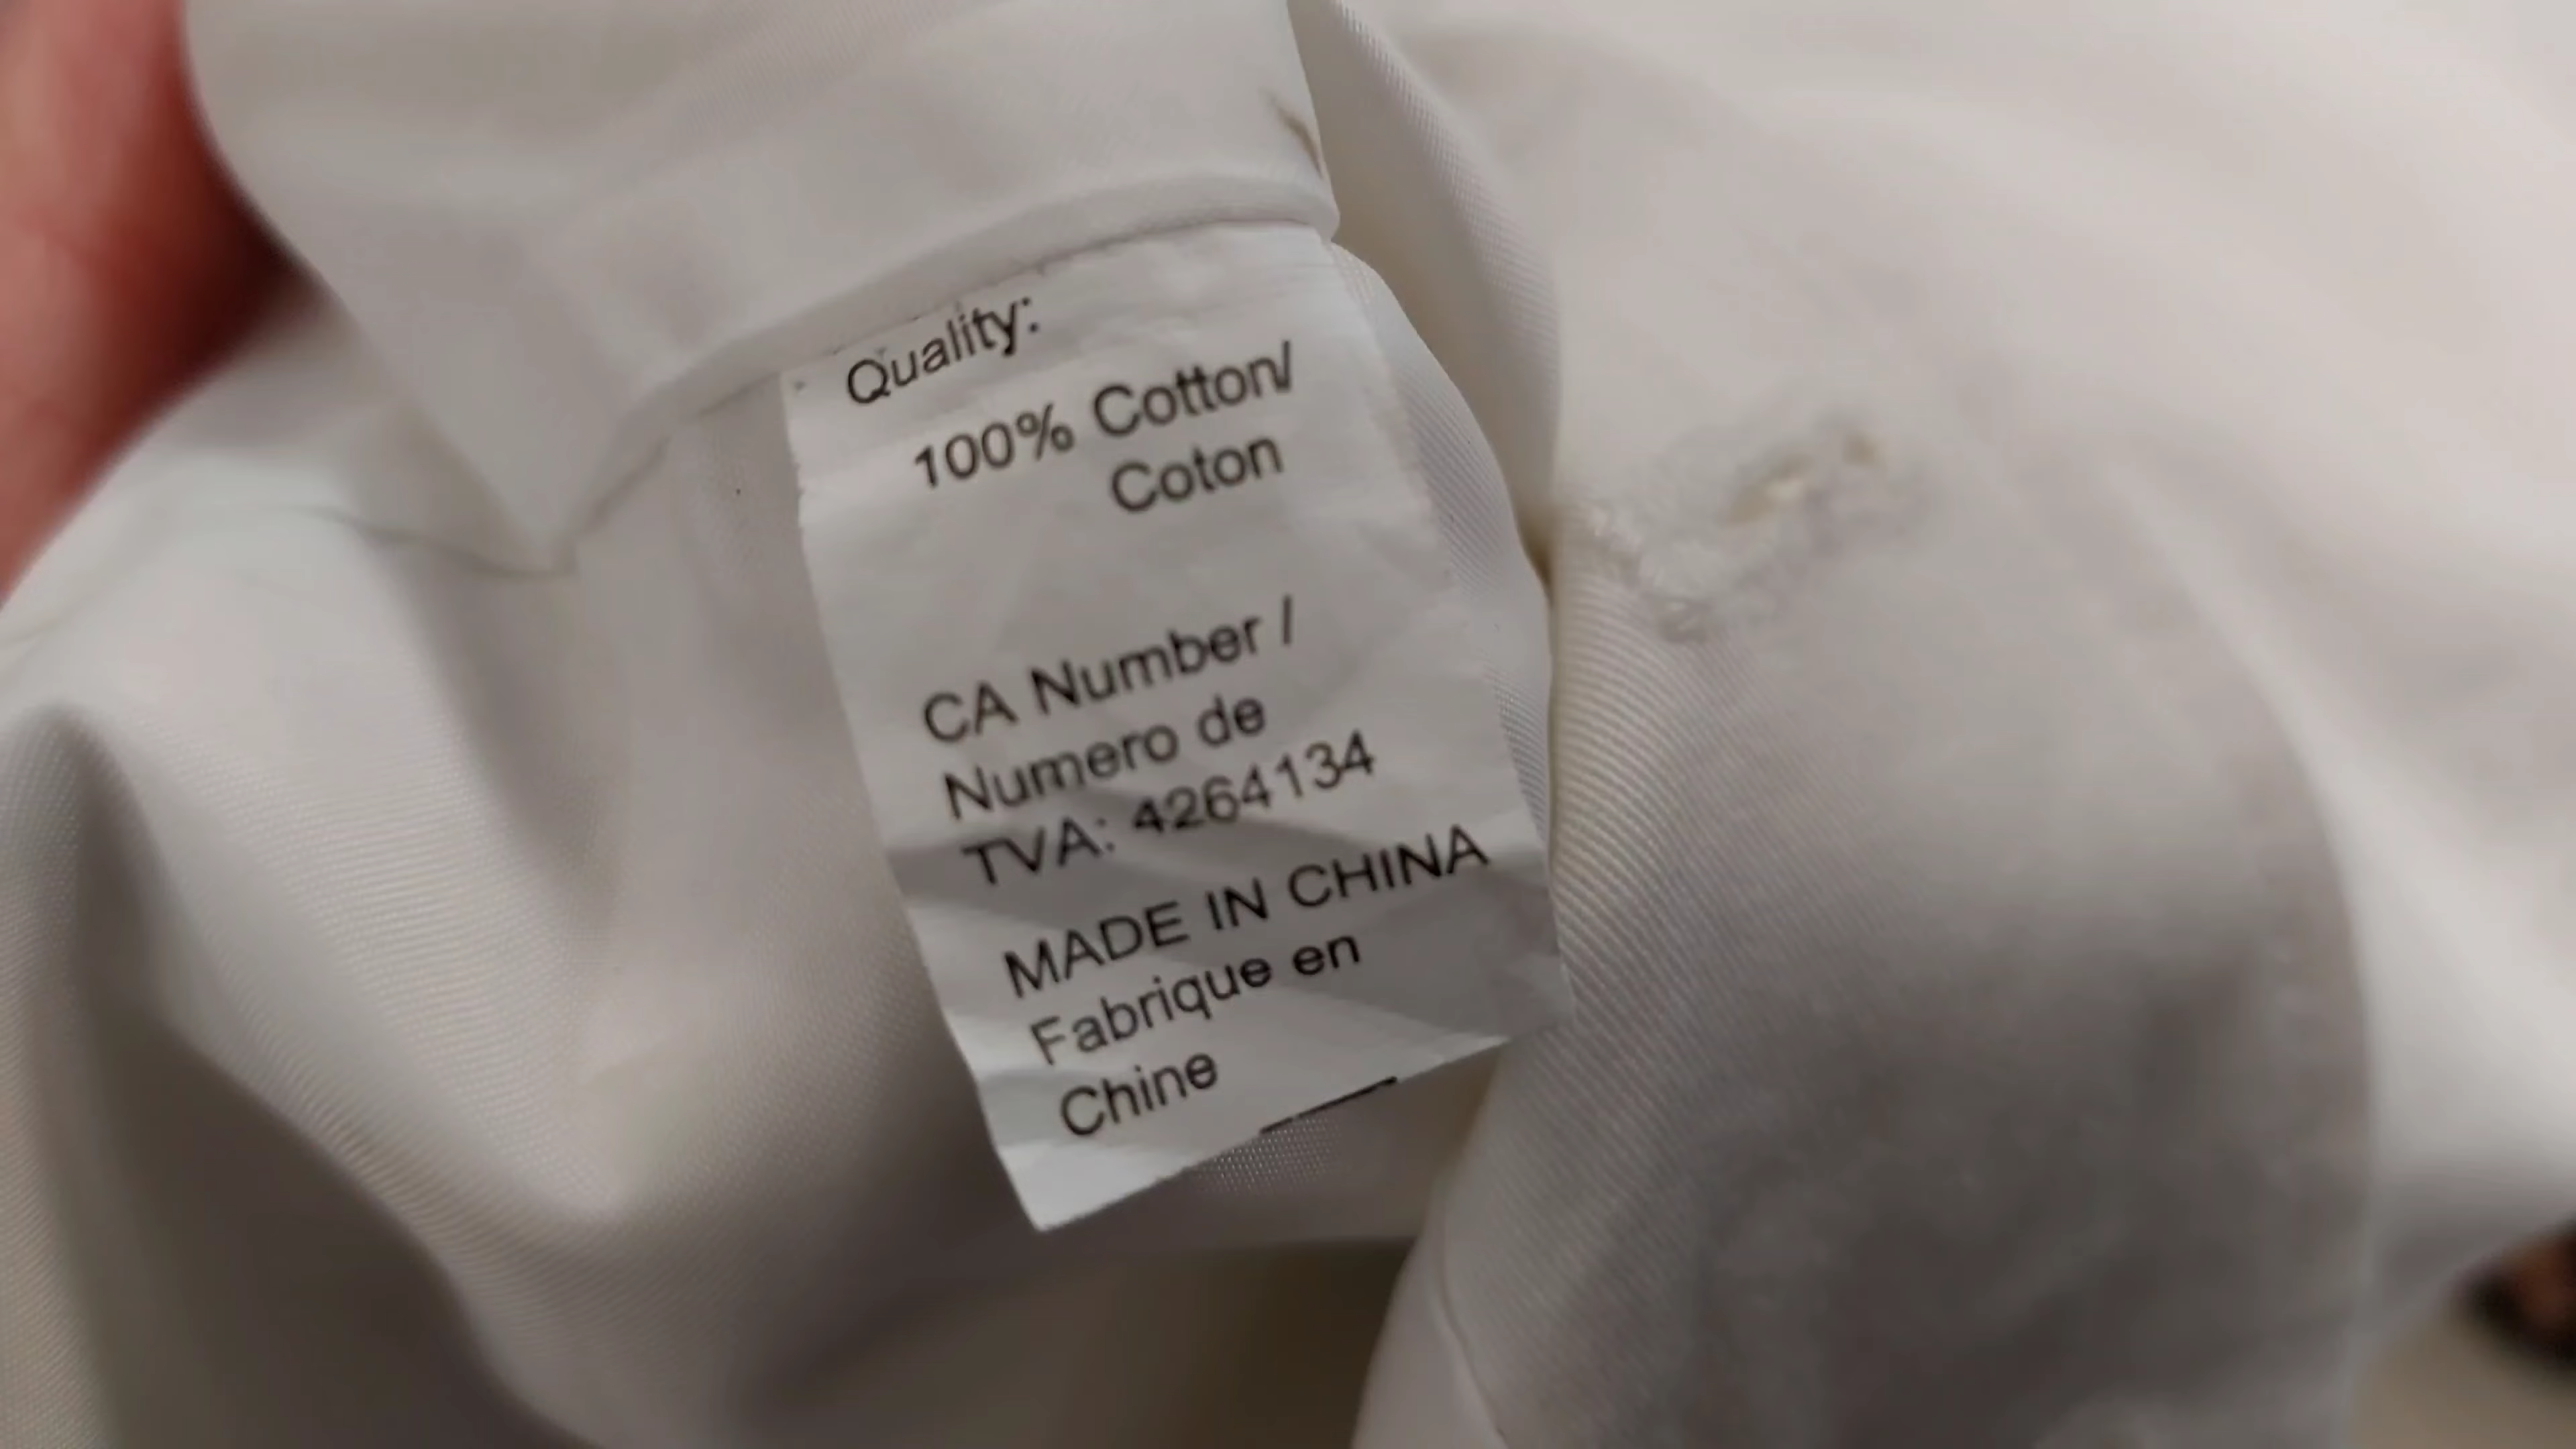 Quality:
100% Cotton/
Coton
CA Number /
Numero de
TVA: 4264134
MADE IN CHINA
Fabrique en
Chine